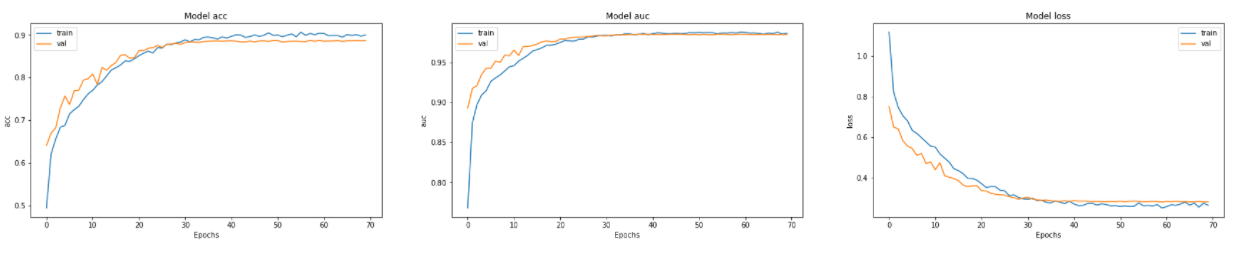 Model acc
train
val
0.9
0.8
0.7
0.6
0.5
acc
0 10 20 30 40 50 60 70
Epochs
Model auc
train
val
0.95
0.90
0.85
0.80
auc
0 10 20 30 40 50 60 70
Epochs
Model loss
train
val
1.0
0.8
0.6
0.4
loss
0 10 20 30 40 50 60 70
Epochs